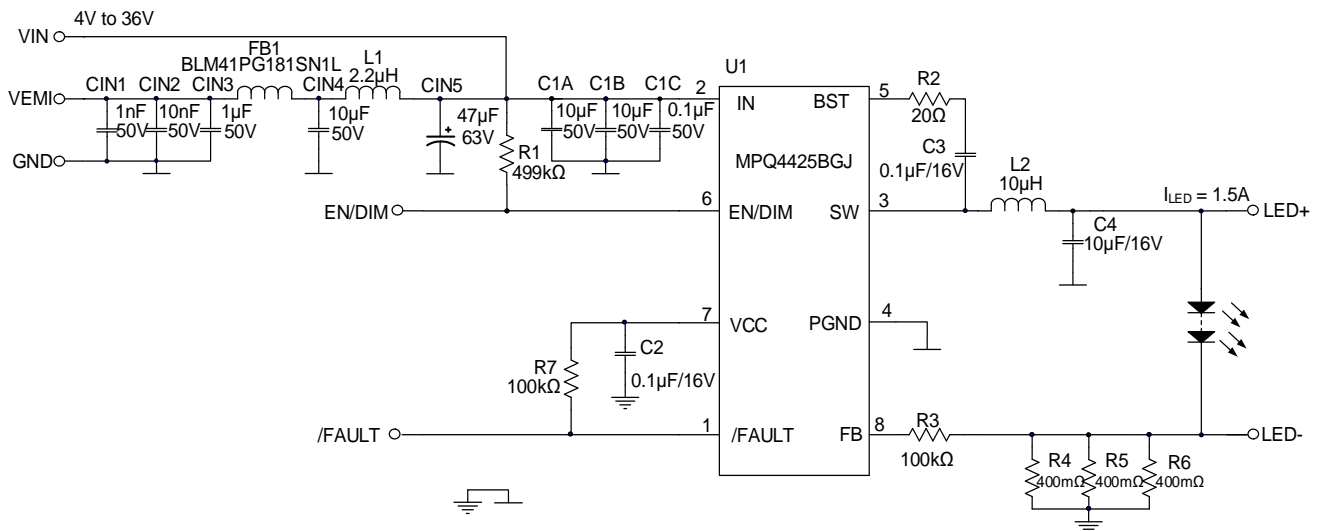 4V to 36V
VIN
FB1
BLM41PG181SN1L
L1
2.2µH
CIN1
CIN2
CIN3
CIN4
CIN5
C1A
C1B
C1C
VEMI
1nF
50V
10nF
50V
1µF
50V
10µF
50V
47µF
63V
10µF
50V
10µF
50V
0.1µF
50V
GND
R1
499kΩ
EN/DIM
U1
MPQ4425BGJ
2
IN
BST
5
6
EN/DIM
SW
3
7
VCC
PGND
4
1
/FAULT
FB
8
R2
20Ω
C3
0.1µF/16V
L2
10µH
ILED = 1.5A
LED+
C4
10µF/16V
R7
100kΩ
C2
0.1µF/16V
/FAULT
R3
100kΩ
LED-
R4
400mΩ
R5
400mΩ
R6
400mΩ